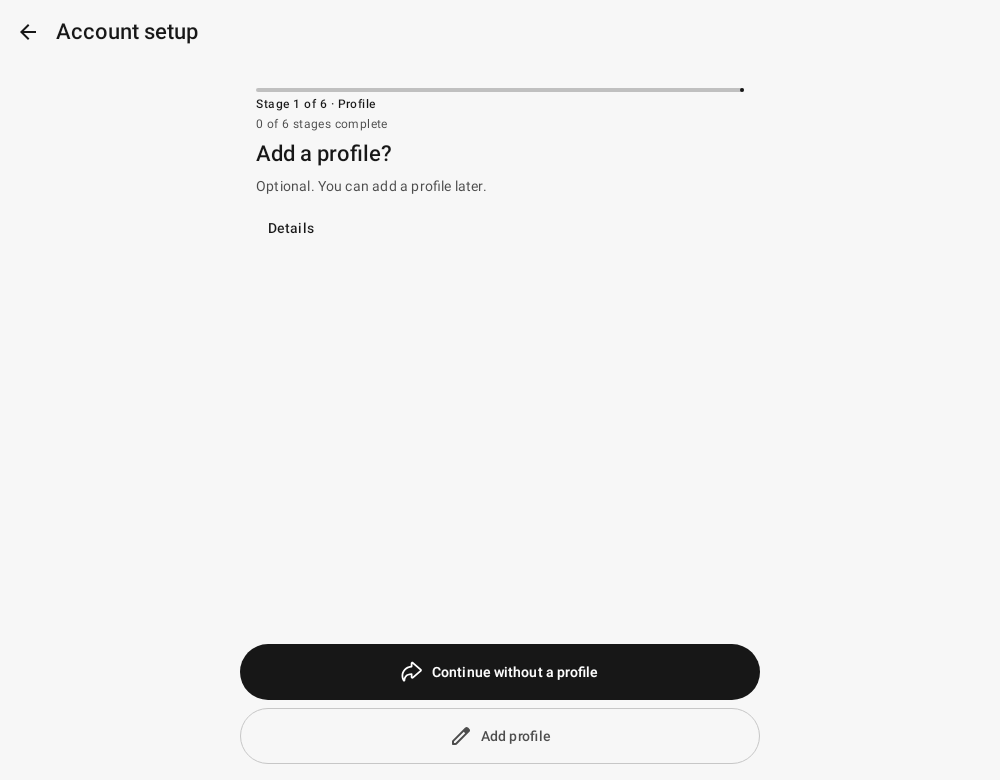 Account setup
Stage 1 of 6 · Profile
0 of 6 stages complete
Add a profile?
Optional. You can add a profile later.
Details
Continue without a profile
Add profile